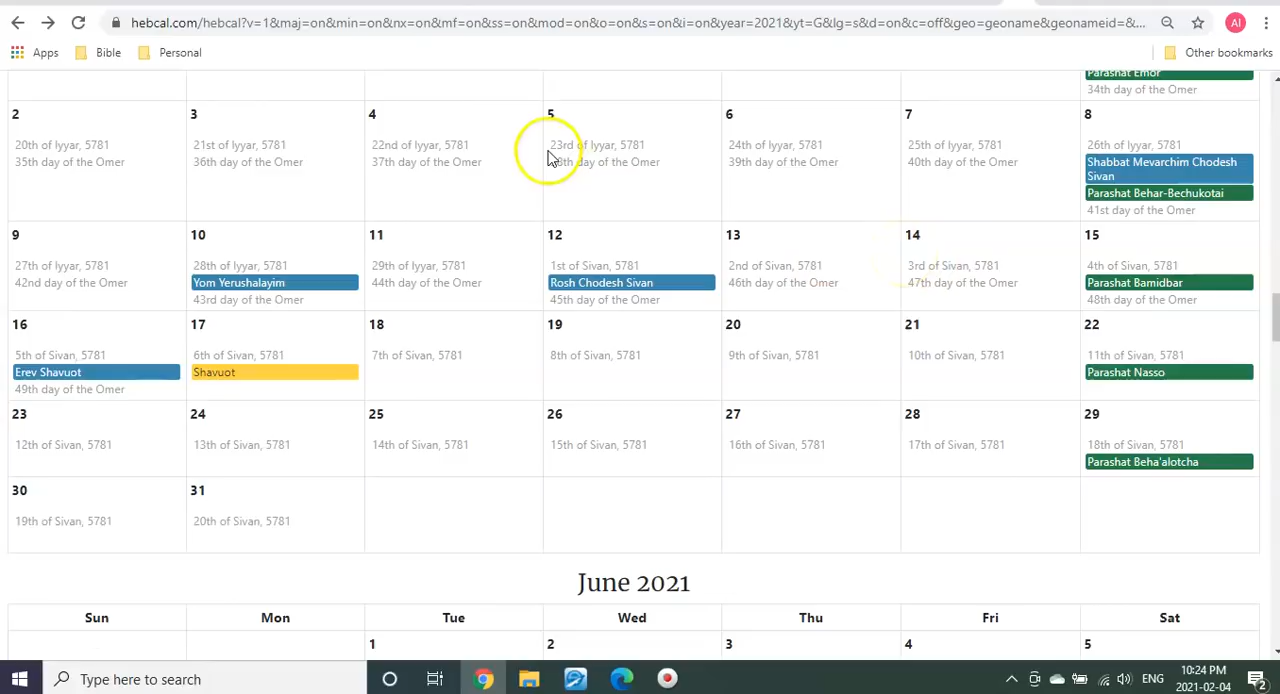 hebcal.com/hebcal?v=1&maj=on&min=on&nx=on&mf=on&ss=on&mod=on&o=on&s=on&i=on&year=2021&yt=G&lg=s&d=on&c=off&geo=geoname&geonameid=&...
AI
Apps Bible Personal Other bookmarks
Parashat Emor
34th day of the Omer
2 3 4 5 6 7 8
20th of Iyyar, 5781 21st of Iyyar, 5781 22nd of Iyyar, 5781 23rd of Iyyar, 5781 24th of Iyyar, 5781 25th of Iyyar, 5781 26th of Iyyar, 5781
35th day of the Omer 36th day of the Omer 37th day of the Omer day of the Omer 39th day of the Omer 40th day of the Omer Shabbat Mevarchim Chodesh
Sivan
Parashat Behar-Bechukotai
41st day of the Omer
9 10 11 12 13 14 15
27th of Iyyar, 5781 28th of Iyyar, 5781 29th of Iyyar, 5781 1st of Sivan, 5781 2nd of Sivan, 5781 3rd of Sivan, 5781 4th of Sivan, 5781
42nd day of the Omer Yom Yerushalayim 44th day of the Omer Rosh Chodesh Sivan 46th day of the Omer 47th day of the Omer Parashat Bamidbar
43rd day of the Omer 45th day of the Omer 48th day of the Omer
16 17 18 19 20 21 22
5th of Sivan, 5781 6th of Sivan, 5781 7th of Sivan, 5781 8th of Sivan, 5781 9th of Sivan, 5781 10th of Sivan, 5781 11th of Sivan, 5781
Erev Shavuot Shavuot Parashat Nasso
49th day of the Omer
23 24 25 26 27 28 29
12th of Sivan, 5781 13th of Sivan, 5781 14th of Sivan, 5781 15th of Sivan, 5781 16th of Sivan, 5781 17th of Sivan, 5781 18th of Sivan, 5781
Parashat Beha'alotcha
30 31
19th of Sivan, 5781 20th of Sivan, 5781
June 2021
Sun Mon Tue Wed Thu Fri Sat
1 2 3 4 5
Type here to search
ENG
10:24 PM
2021-02-04
2